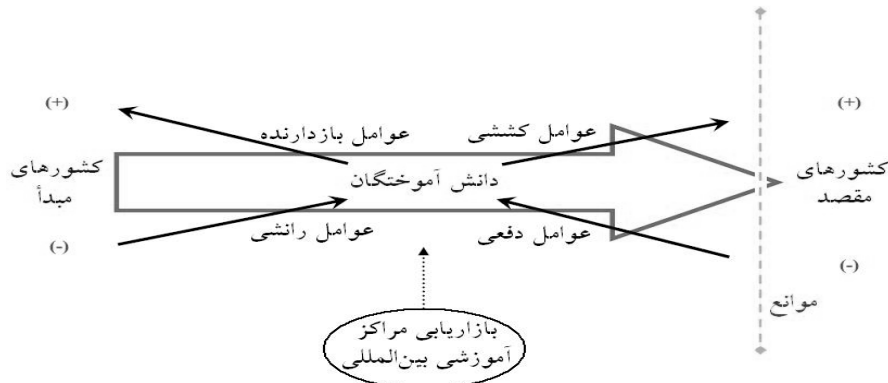 (+)
(+)
عوامل کششی
عوامل بازدارنده
کشورهای
مقصد
دانش آموختگان
کشورهای
مبدأ
عوامل دفعی
عوامل رانشی
(-)
(-)
موانع
بازاریابی مراکز
آموزشی بین‌المللی